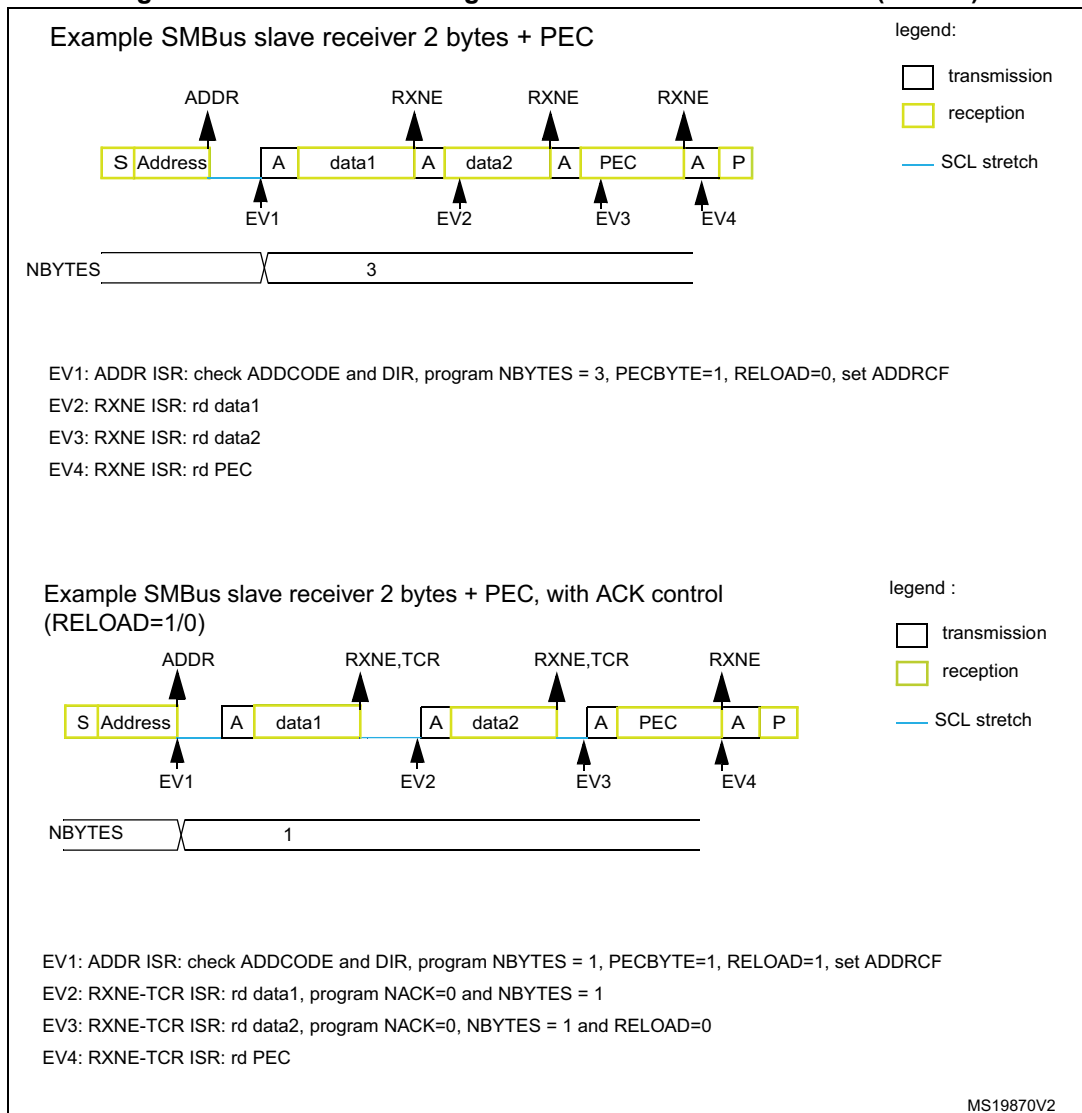 Example SMBus slave receiver 2 bytes + PEC
legend:
transmission
reception
SCL stretch
ADDR RXNE RXNE RXNE
S Address A data1 A data2 A PEC A P
EV1 EV2 EV3 EV4
NBYTES 3
EV1: ADDR ISR: check ADDCODE and DIR, program NBYTES = 3, PECBYTE=1, RELOAD=0, set ADDRCF
EV2: RXNE ISR: rd data1
EV3: RXNE ISR: rd data2
EV4: RXNE ISR: rd PEC
Example SMBus slave receiver 2 bytes + PEC, with ACK control
(RELOAD=1/0)
legend :
transmission
reception
SCL stretch
ADDR RXNE,TCR RXNE,TCR RXNE
S Address A data1 A data2 A PEC A P
EV1 EV2 EV3 EV4
NBYTES 1
EV1: ADDR ISR: check ADDCODE and DIR, program NBYTES = 1, PECBYTE=1, RELOAD=1, set ADDRCF
EV2: RXNE-TCR ISR: rd data1, program NACK=0 and NBYTES = 1
EV3: RXNE-TCR ISR: rd data2, program NACK=0, NBYTES = 1 and RELOAD=0
EV4: RXNE-TCR ISR: rd PEC
MS19870V2